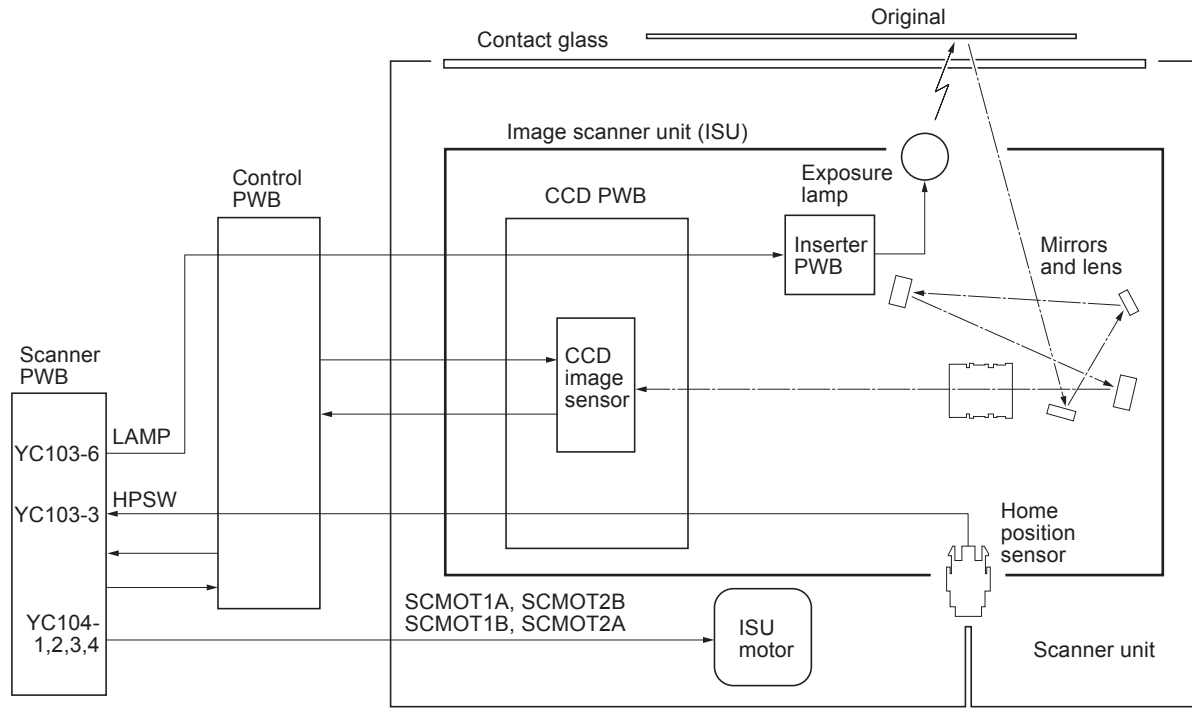 Original
Contact glass
Image scanner unit (ISU)
Control
PWB
CCD PWB
Exposure
lamp
Inserter
PWB
Mirrors
and lens
Scanner
PWB
CCD
image
sensor
LAMP
YC103-6
HPSW
YC103-3
Home
position
sensor
SCMOT1A, SCMOT2B
SCMOT1B, SCMOT2A
YC104-
1,2,3,4
ISU
motor
Scanner unit